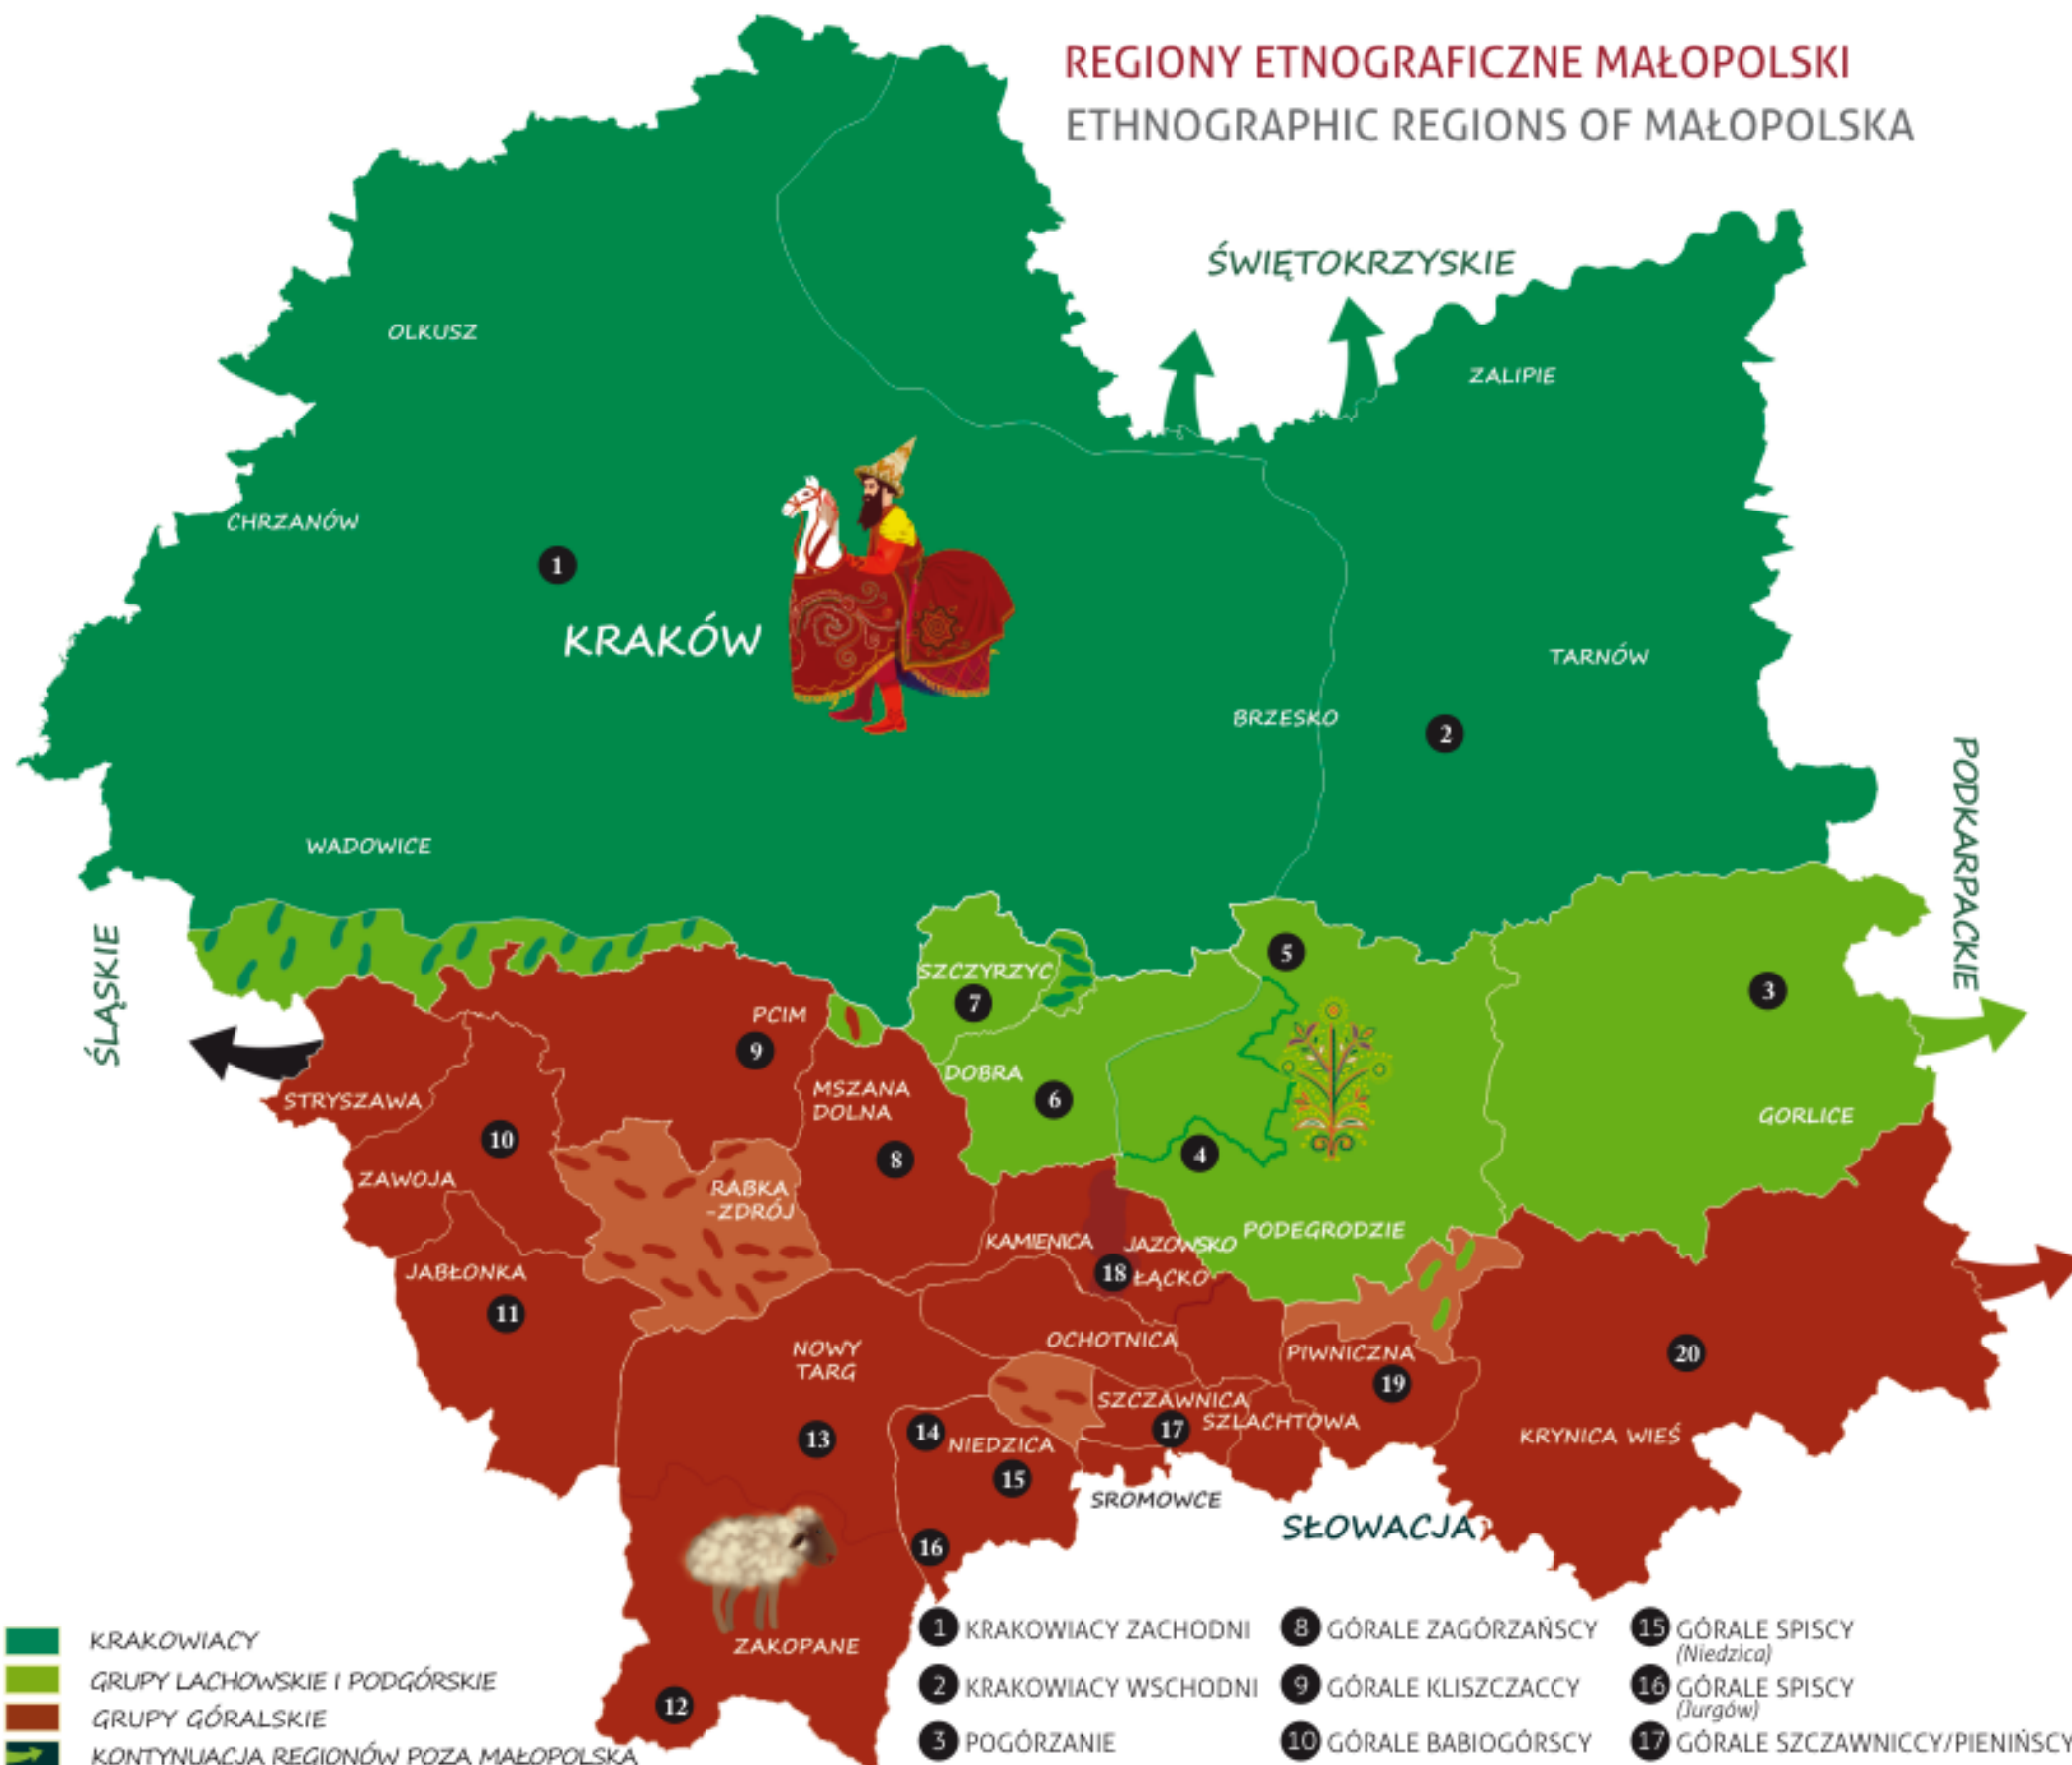 REGIONY ETNOGRAFICZNE MAŁOPOLSKI
ETHNOGRAPHIC REGIONS OF MAŁOPOLSKA
ŚWIĘTOKRZYSKIE
OLKUSZ
ZALIPIE
CHRZANÓW
1
KRAKÓW
TARNÓW
BRZESKO
2
PODKARPACKIE
WADOWICE
ŚLĄSKIE
5
SZCZYRZYC
7
3
PCIM
9
DOBRA
6
MSZANA
DOLNA
STRYSZAWA
GORLICE
10
8
4
ZAWOJA
RABKA
-ZDRÓJ
PODEGRODZIE
KAMIENICA
JAZOWSKO
18
ŁĄCKO
JABŁONKA
11
OCHOTNICA
NOWY
TARG
PIWNICZNA
19
20
SZCZAWNICA
SZLACHTOWA
17
13
14
NIEDZICA
15
KRYNICA WIEŚ
SROMOWCE
SŁOWACJA
16
ZAKOPANE
12
KRAKOWIACY
GRUPY LACHOWSKIE I PODGÓRSKIE
GRUPY GÓRALSKIE
KONTYNUACJA REGIONÓW POZA MAŁOPOLSKA
1 KRAKOWIACY ZACHODNI
2 KRAKOWIACY WSCHODNI
3 POGÓRZANIE
8 GÓRALE ZAGÓRZAŃSCY
9 GÓRALE KLISZCZACCY
10 GÓRALE BABIOGÓRSCY
15 GÓRALE SPISCY
(Niedzica)
16 GÓRALE SPISCY
(Jurgów)
17 GÓRALE SZCZAWNICCY/PIENIŃSCY